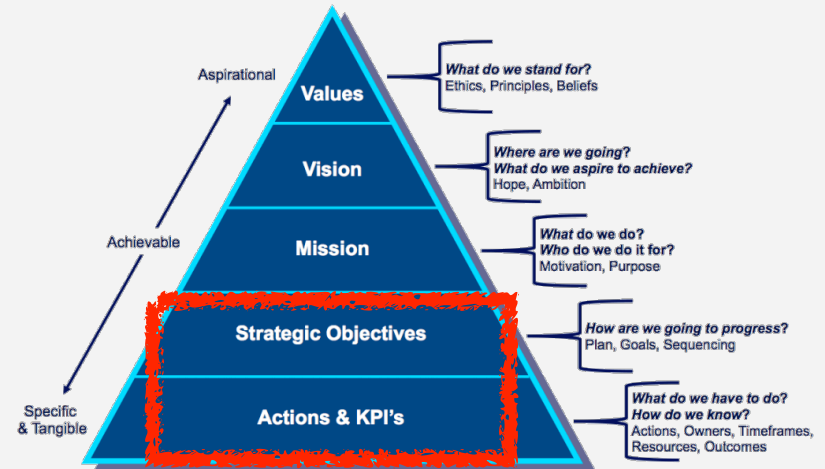 Aspirational
Values
What do we stand for?
Ethics, Principles, Beliefs
Vision
Where are we going?
What do we aspire to achieve?
Hope, Ambition
Achievable
Mission
What do we do?
Who do we do it for?
Motivation, Purpose
Strategic Objectives
How are we going to progress?
Plan, Goals, Sequencing
Specific
& Tangible
Actions & KPI's
What do we have to do?
How do we know?
Actions, Owners, Timeframes,
Resources, Outcomes